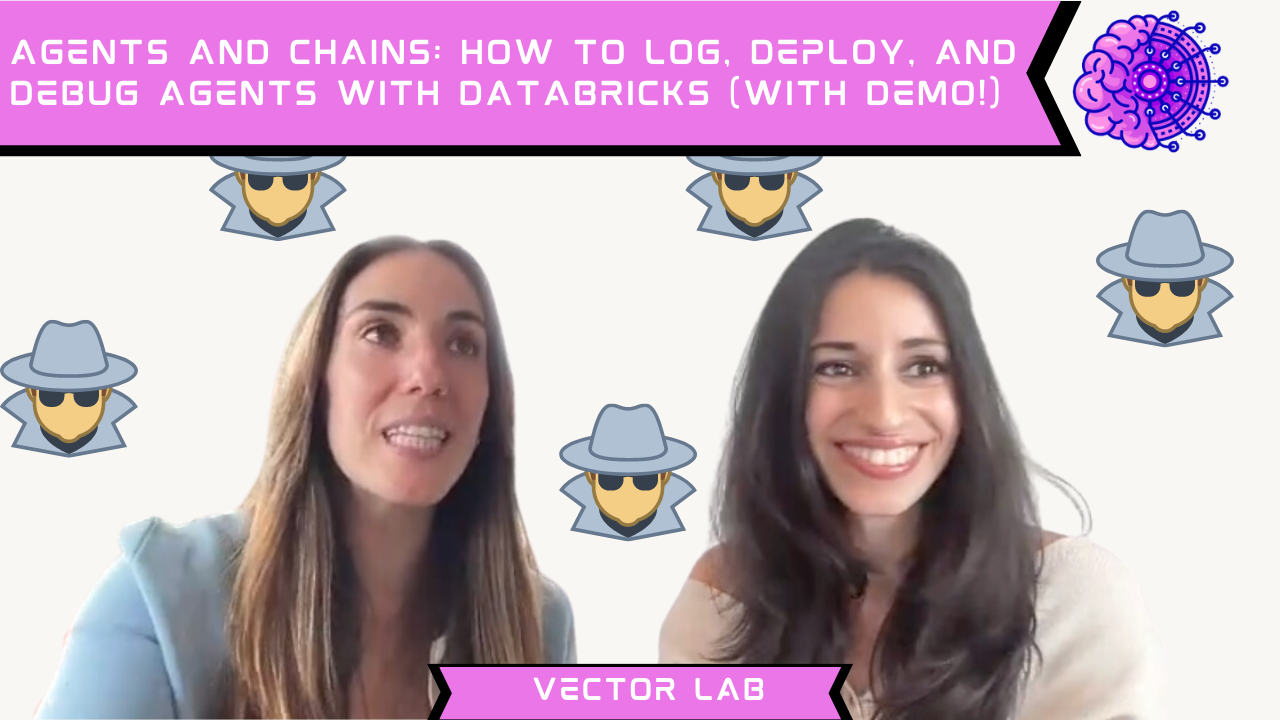 AGENTS AND CHAINS: HOW TO LOG, DEPLOY, AND
DEBUG AGENTS WITH DATABRICKS (WITH DEMO!)
VECTOR LAB